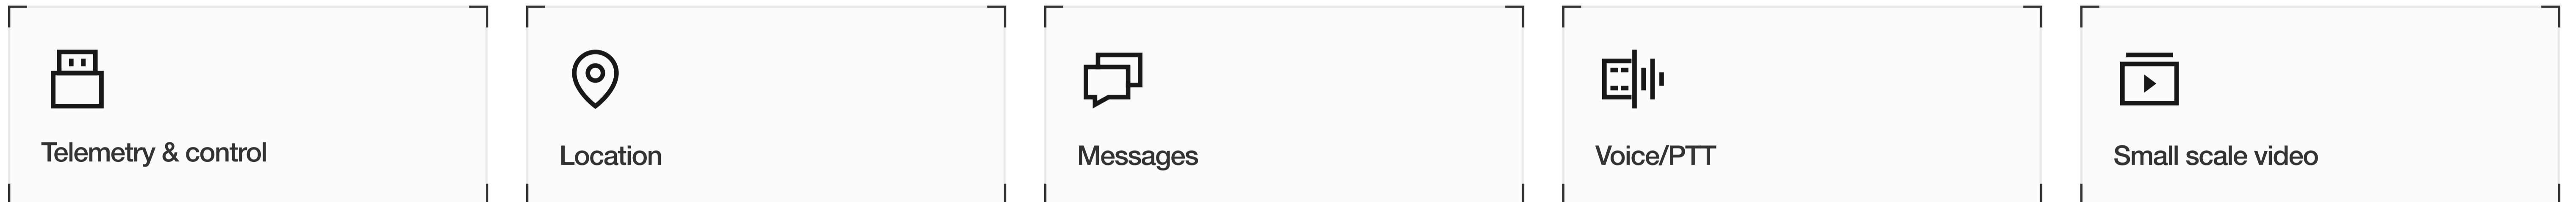 Telemetry & control
Location
Messages
Voice/PTT
Small scale video